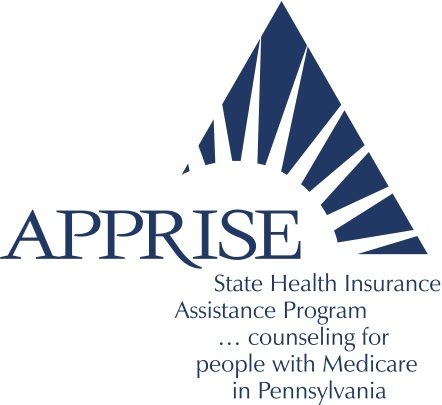 APPRISE
State Health Insurance
Assistance Program
… counseling for
people with Medicare
in Pennsylvania